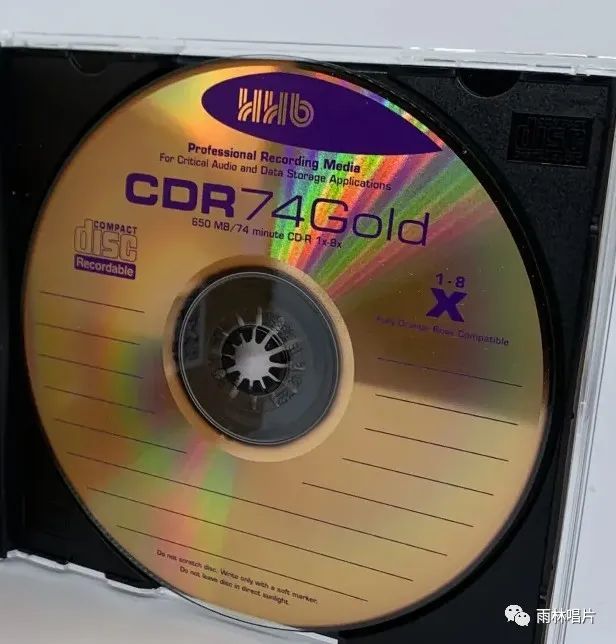 HHb
Professional Recording Media
For Critical Audio and Data Storage Applications
CDR74Gold
650 MB/74 minute CD-R 1x-8x
COMPACT
disc
Recordable
1-8
X
Fully Orange Book Compatible
Do not scratch disc. Write only with a soft marker.
Do not leave disc in direct sunlight.
disc
雨林唱片